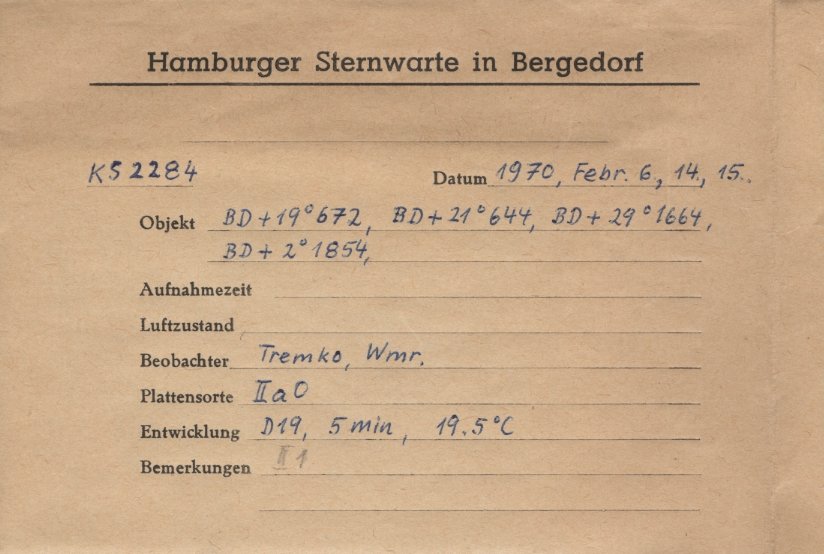 Hamburger Sternwarte in Bergedorf
KS 2284 Datum 1970, Febr. 6., 14., 15..
Objekt BD+19°672, BD+21°644, BD+29°1664,
BD+2°1854,
Aufnahmezeit
Luftzustand
Beobachter Tremko, Wmr.
Plattensorte IIaO
Entwicklung D19, 5 min, 19.5°C
Bemerkungen II 1